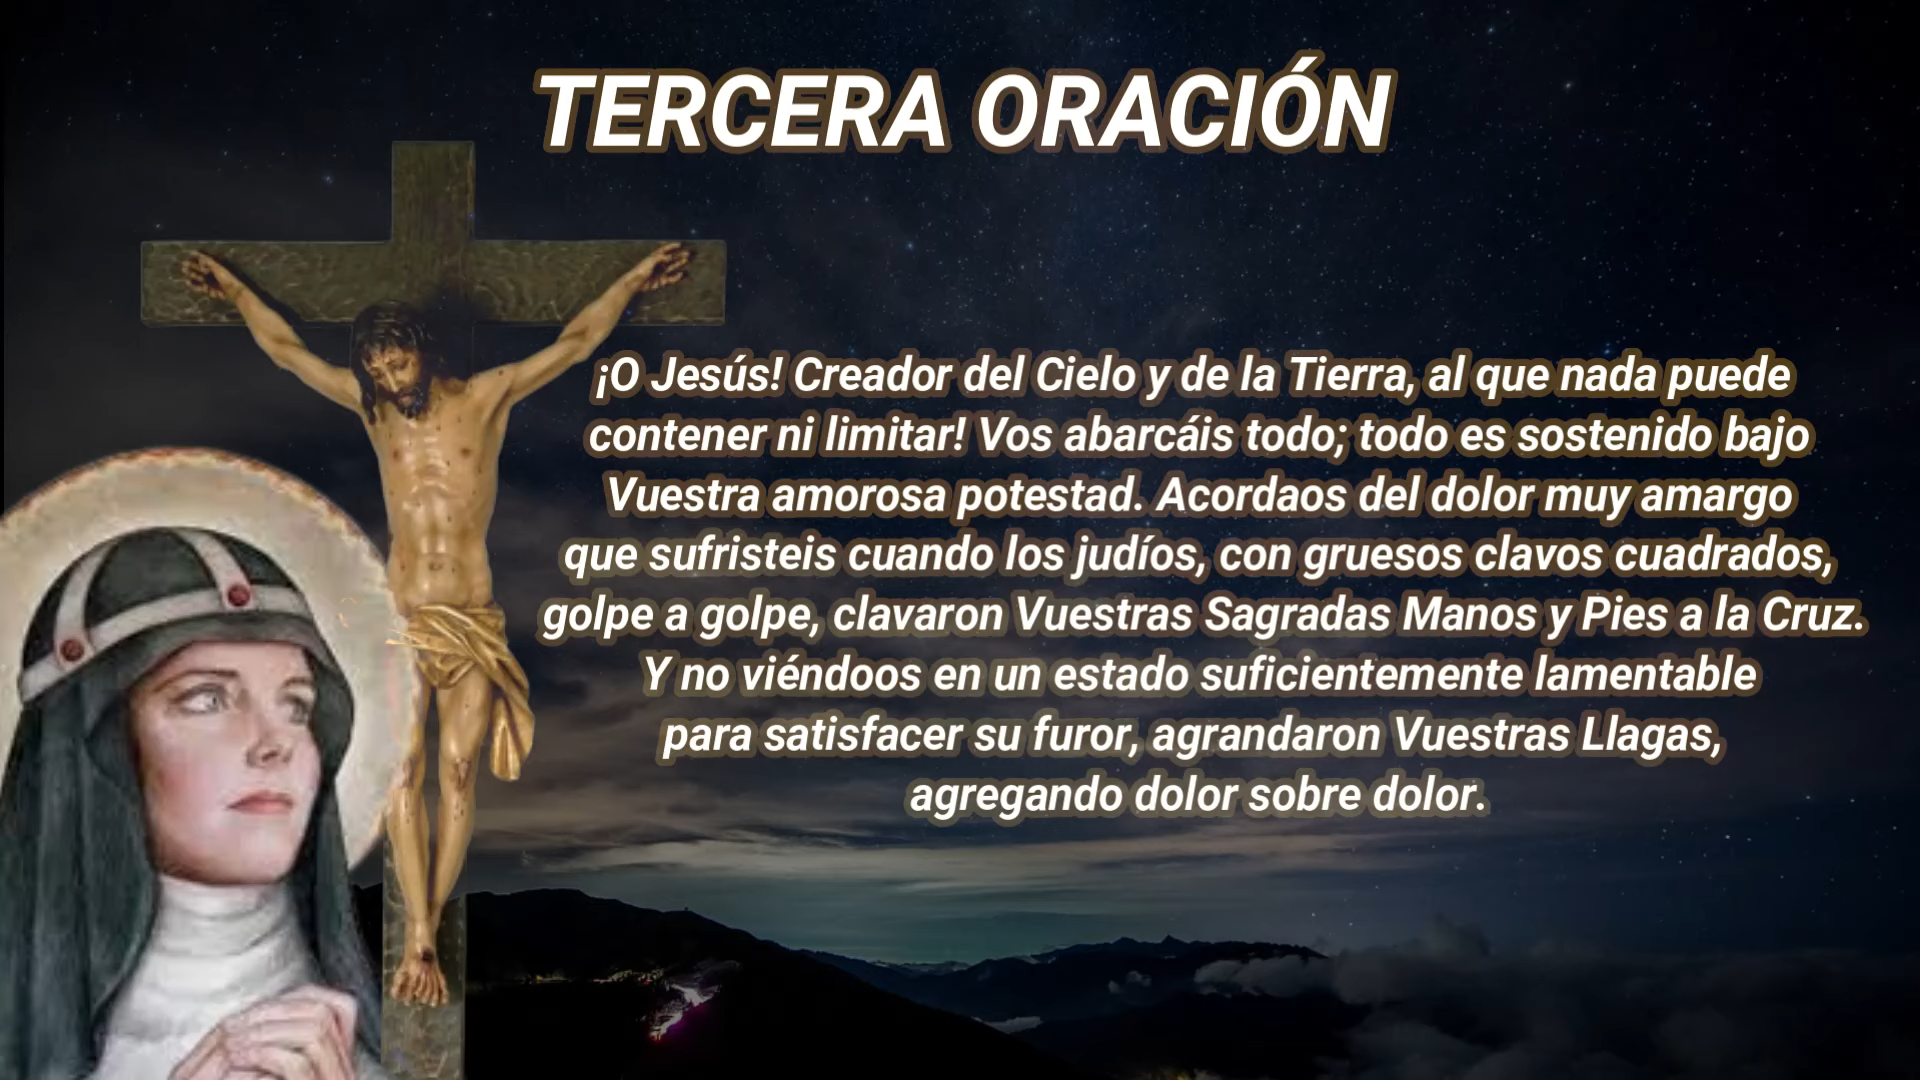 TERCERA ORACIÓN
¡O Jesús! Creador del Cielo y de la Tierra, al que nada puede
contener ni limitar! Vos abarcáis todo; todo es sostenido bajo
Vuestra amorosa potestad. Acordaos del dolor muy amargo
que sufristeis cuando los judíos, con gruesos clavos cuadrados,
golpe a golpe, clavaron Vuestras Sagradas Manos y Pies a la Cruz.
Y no viéndoos en un estado suficientemente lamentable
para satisfacer su furor, agrandaron Vuestras Llagas,
agregando dolor sobre dolor.